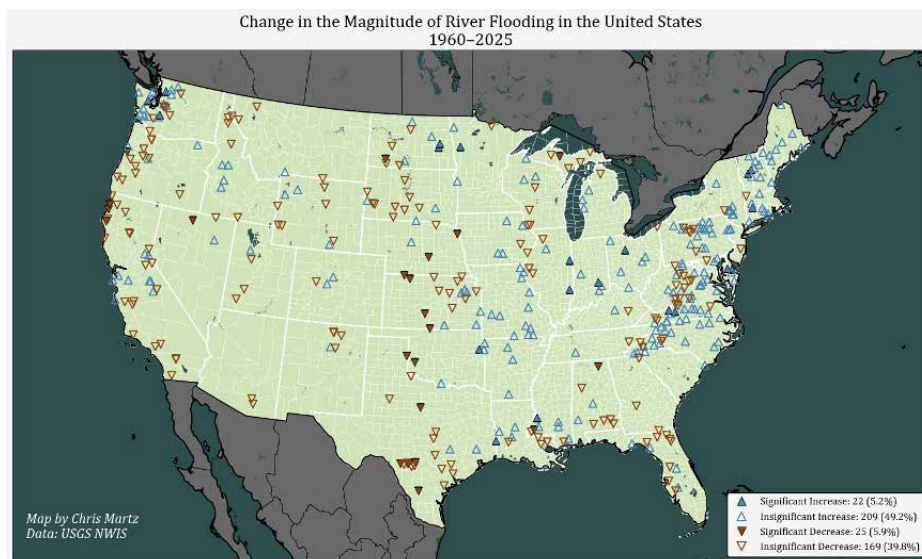 Change in the Magnitude of River Flooding in the United States
1960–2025
Map by Chris Martz
Data: USGS NWIS
Significant Increase: 22 (5.2%)
Insignificant Increase: 209 (49.2%)
Significant Decrease: 25 (5.9%)
Insignificant Decrease: 169 (39.8%)